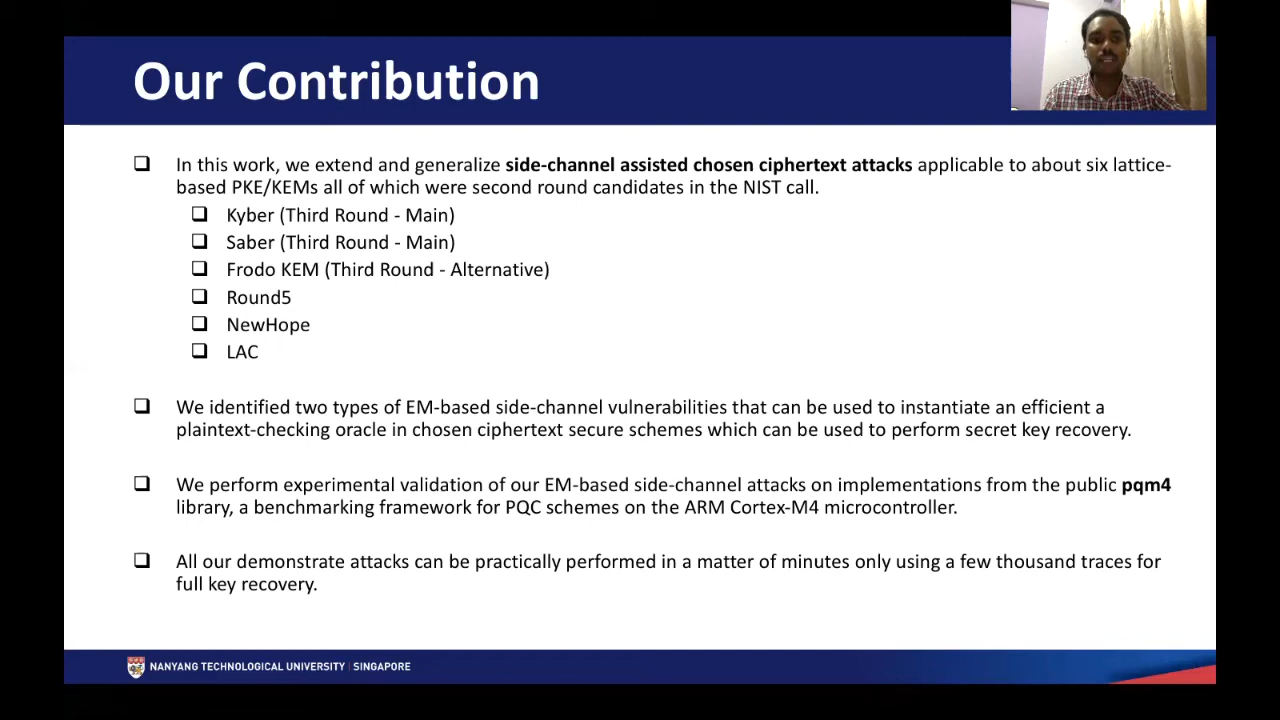 Our Contribution
In this work, we extend and generalize side-channel assisted chosen ciphertext attacks applicable to about six lattice-
based PKE/KEMs all of which were second round candidates in the NIST call.
Kyber (Third Round - Main)
Saber (Third Round - Main)
Frodo KEM (Third Round - Alternative)
Round5
NewHope
LAC
We identified two types of EM-based side-channel vulnerabilities that can be used to instantiate an efficient a
plaintext-checking oracle in chosen ciphertext secure schemes which can be used to perform secret key recovery.
We perform experimental validation of our EM-based side-channel attacks on implementations from the public pqm4
library, a benchmarking framework for PQC schemes on the ARM Cortex-M4 microcontroller.
All our demonstrate attacks can be practically performed in a matter of minutes only using a few thousand traces for
full key recovery.
NANYANG TECHNOLOGICAL UNIVERSITY | SINGAPORE